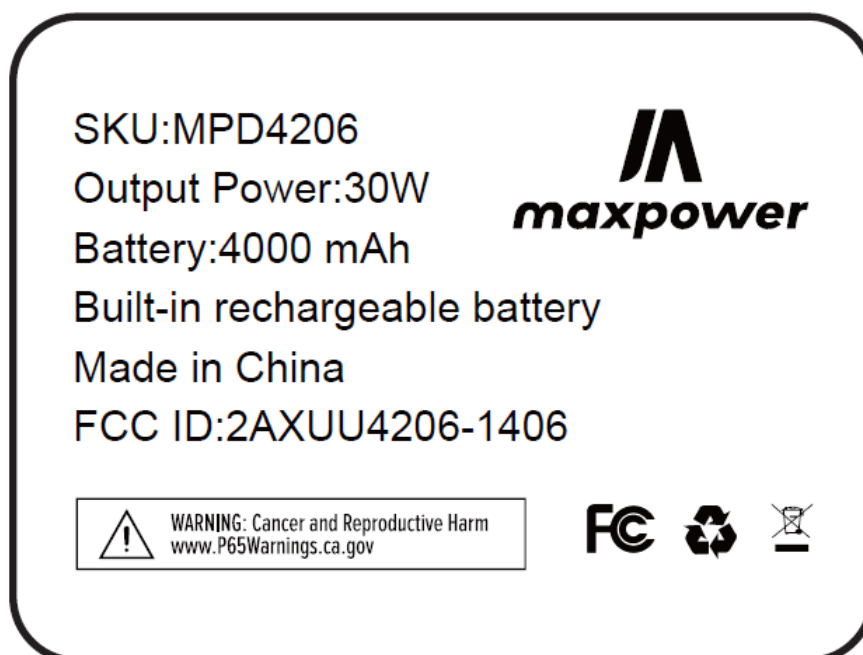 SKU:MPD4206
Output Power:30W
Battery:4000 mAh
Built-in rechargeable battery
Made in China
FCC ID:2AXUU4206-1406
maxpower
WARNING: Cancer and Reproductive Harm
www.P65Warnings.ca.gov
FC